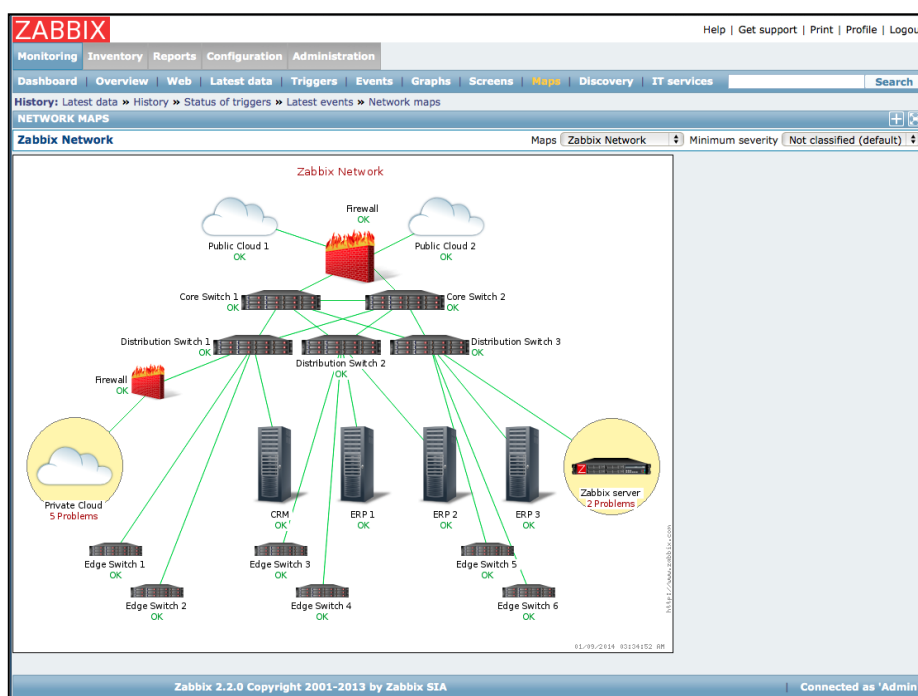 ZABBIX
Help | Get support | Print | Profile | Logou
Monitoring Inventory Reports Configuration Administration
Dashboard | Overview | Web | Latest data | Triggers | Events | Graphs | Screens | Maps | Discovery | IT services Search
History: Latest data » History » Status of triggers » Latest events » Network maps
NETWORK MAPS
Zabbix Network Maps Zabbix Network Minimum severity Not classified (default)
Zabbix Network
Firewall
OK
Public Cloud 1
OK
Public Cloud 2
OK
Core Switch 1
OK
Core Switch 2
OK
Distribution Switch 1
OK
Distribution Switch 2
OK
Distribution Switch 3
OK
Firewall
OK
Private Cloud
5 Problems
CRM
OK
ERP 1
OK
ERP 2
OK
ERP 3
OK
Z
Zabbix server
2 Problems
Edge Switch 1
OK
Edge Switch 2
OK
Edge Switch 3
OK
Edge Switch 4
OK
Edge Switch 5
OK
Edge Switch 6
OK
https://www.zabbix.com
01/09/2014 03:34:52 AM
Zabbix 2.2.0 Copyright 2001-2013 by Zabbix SIA | Connected as 'Admin